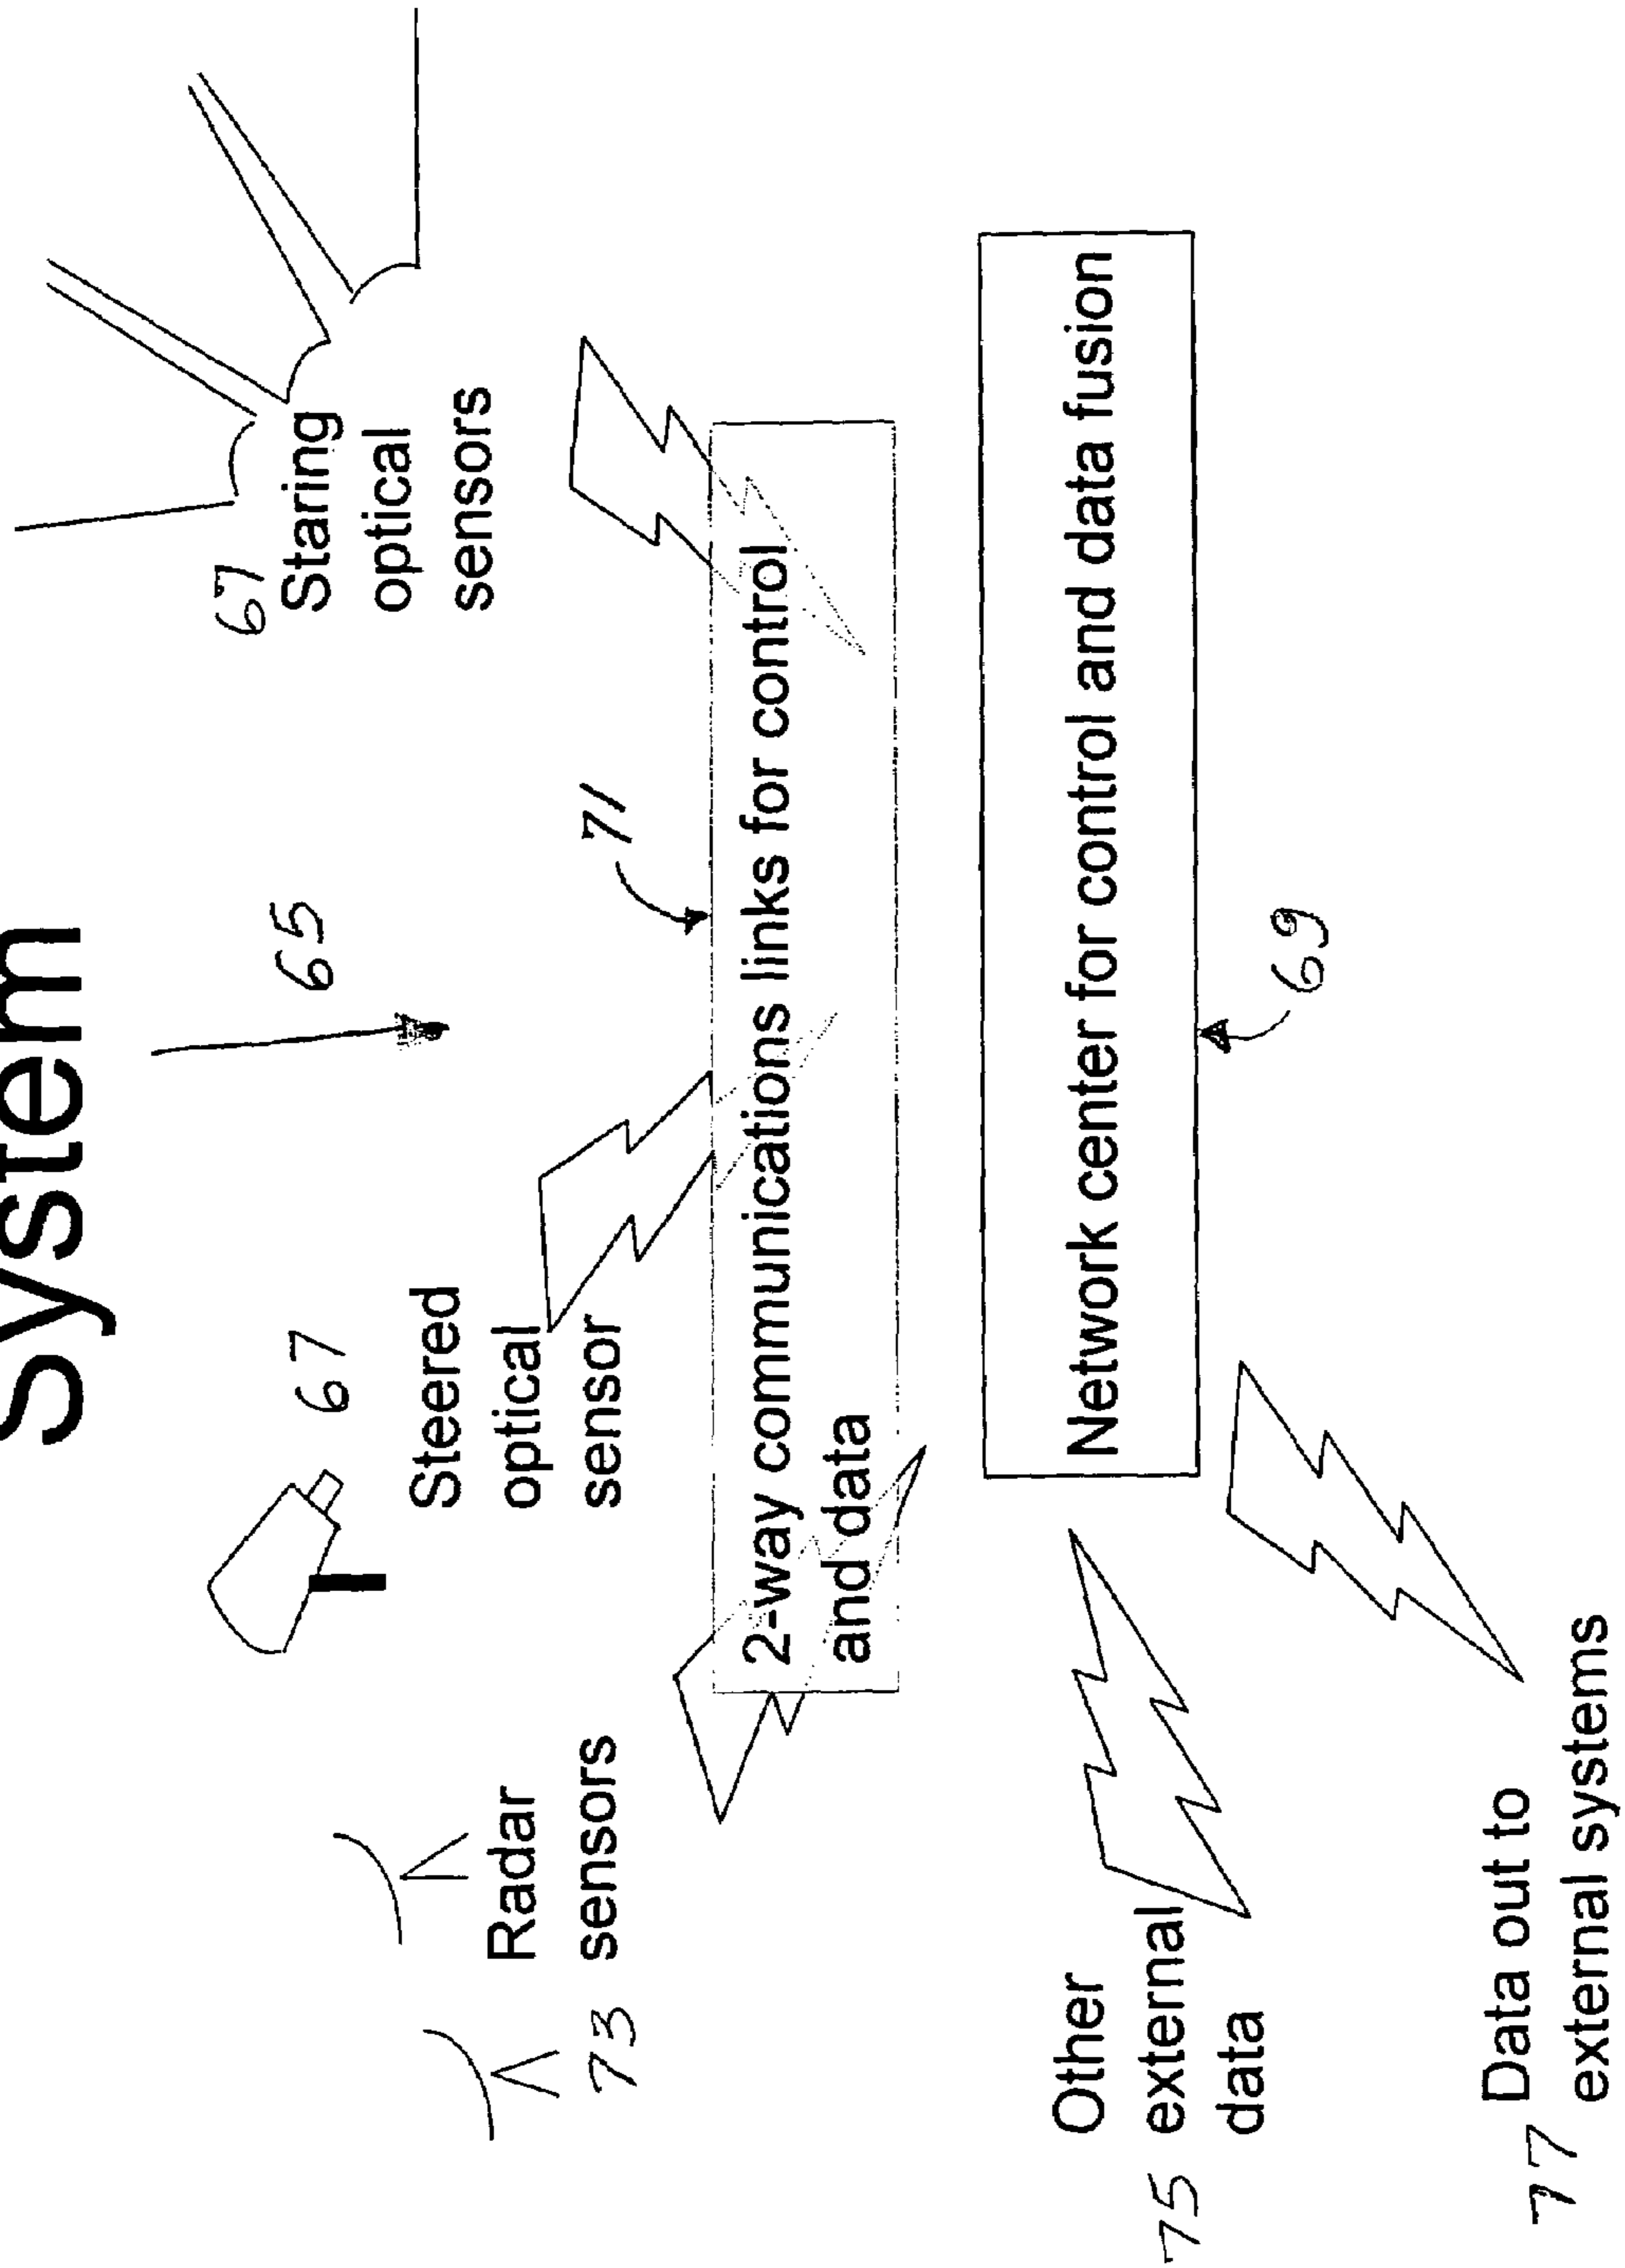 System
65
67
Staring
optical
sensors
67
Steered
optical
sensor
Radar
sensors
73
71
2-way communications links for control
and data
Network center for control and data fusion
69
Other
75 external
data
77 Data out to
external systems